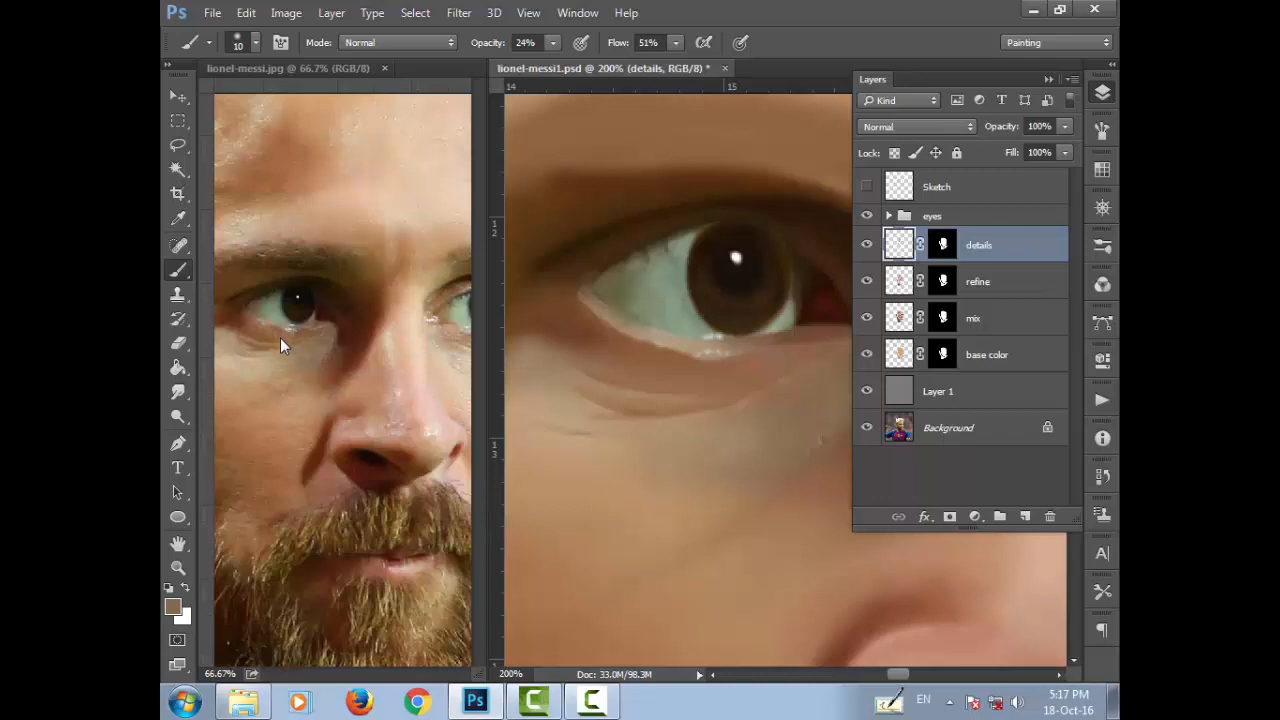 Ps File Edit Image Layer Type Select Filter 3D View Window Help
10 Mode: Normal Opacity: 24% Flow: 51% Painting
lionel-messi.jpg @ 66.7% (RGB/8) × lionel-messi1.psd @ 200% (details, RGB/8) * ×
14 15
Layers
Kind
Normal Opacity: 100%
Lock: Fill: 100%
Sketch
eyes
details
refine
mix
base color
Layer 1
Background
12
13
66.67% 200% Doc: 33.0M/98.3M
EN 5:17 PM
18-Oct-16